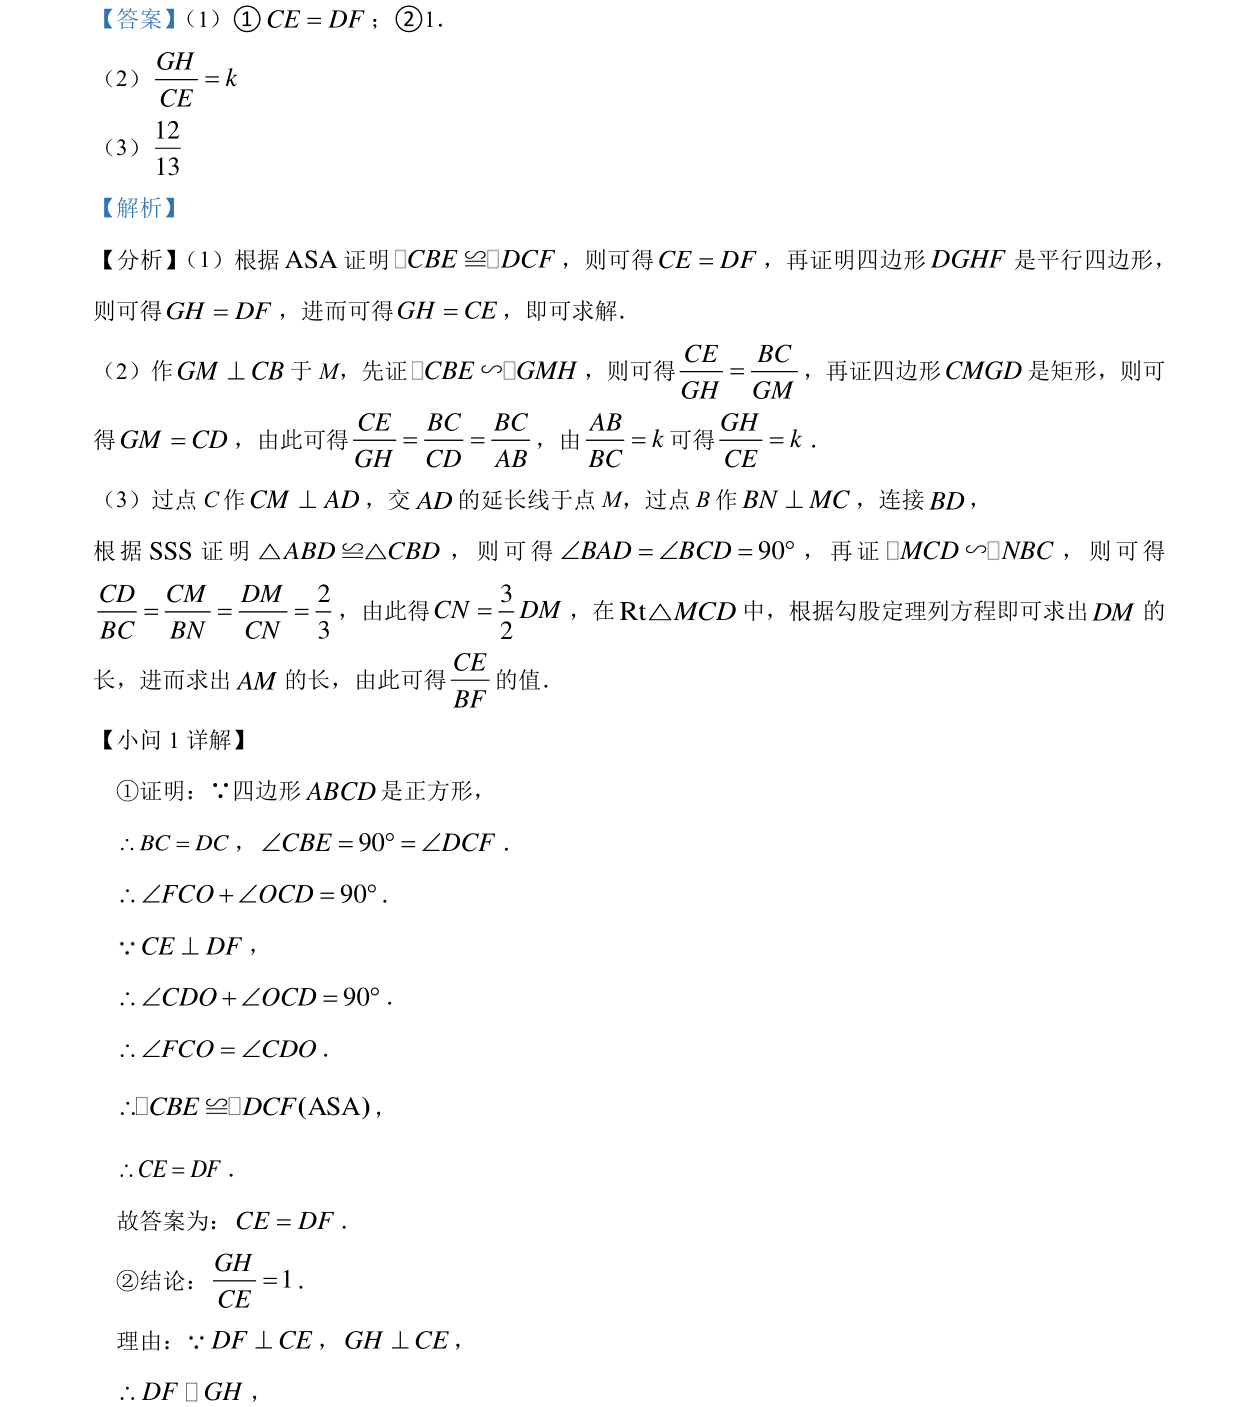 【答案】（1）① CE = DF ；②1．
（2）GH/CE = k
（3）12/13
【解析】
【分析】（1）根据 ASA 证明 □CBE ≌□DCF ，则可得 CE = DF ，再证明四边形 DGHF 是平行四边形，
则可得 GH = DF ，进而可得 GH = CE ，即可求解．
（2）作 GM ⊥ CB 于 M，先证 □CBE ∽□GMH ，则可得 CE/GH = BC/GM ，再证四边形 CMGD 是矩形，则可
得 GM = CD ，由此可得 CE/GH = BC/CD = BC/AB ，由 AB/BC = k 可得 GH/CE = k ．
（3）过点 C 作 CM ⊥ AD ，交 AD 的延长线于点 M，过点 B 作 BN ⊥ MC ，连接 BD ，
根据 SSS 证明 △ABD ≌△CBD ，则可得 ∠BAD = ∠BCD = 90° ，再证 □MCD ∽□NBC ，则可得
CD/BC = CM/BN = DM/CN = 2/3 ，由此得 CN = 3/2 DM ，在 Rt△MCD 中，根据勾股定理列方程即可求出 DM 的
长，进而求出 AM 的长，由此可得 CE/BF 的值．
【小问 1 详解】
①证明：∵四边形 ABCD 是正方形，
∴ BC = DC ，∠CBE = 90° = ∠DCF ．
∴ ∠FCO + ∠OCD = 90° ．
∵ CE ⊥ DF ，
∴ ∠CDO + ∠OCD = 90° ．
∴ ∠FCO = ∠CDO ．
∴□CBE ≌□DCF(ASA) ，
∴ CE = DF ．
故答案为：CE = DF ．
②结论：GH/CE = 1 ．
理由：∵ DF ⊥ CE ，GH ⊥ CE ，
∴ DF □ GH ，